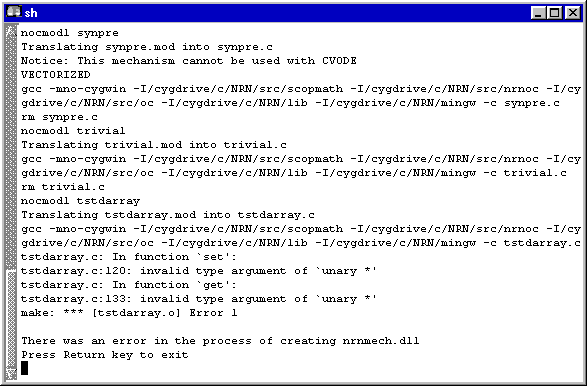 sh
nocmodl synpre
Translating synpre.mod into synpre.c
Notice: This mechanism cannot be used with CVODE
VECTORIZED
gcc -mno-cygwin -I/cygdrive/c/NRN/src/scopmath -I/cygdrive/c/NRN/src/nrnoc -I/cy
gdrive/c/NRN/src/oc -I/cygdrive/c/NRN/lib -I/cygdrive/c/NRN/mingw -c synpre.c
rm synpre.c
nocmodl trivial
Translating trivial.mod into trivial.c
gcc -mno-cygwin -I/cygdrive/c/NRN/src/scopmath -I/cygdrive/c/NRN/src/nrnoc -I/cy
gdrive/c/NRN/src/oc -I/cygdrive/c/NRN/lib -I/cygdrive/c/NRN/mingw -c trivial.c
rm trivial.c
nocmodl tstdarray
Translating tstdarray.mod into tstdarray.c
gcc -mno-cygwin -I/cygdrive/c/NRN/src/scopmath -I/cygdrive/c/NRN/src/nrnoc -I/cy
gdrive/c/NRN/src/oc -I/cygdrive/c/NRN/lib -I/cygdrive/c/NRN/mingw -c tstdarray.c
tstdarray.c: In function `set':
tstdarray.c:120: invalid type argument of `unary *'
tstdarray.c: In function `get':
tstdarray.c:133: invalid type argument of `unary *'
make: *** [tstdarray.o] Error 1
There was an error in the process of creating nrnmech.dll
Press Return key to exit